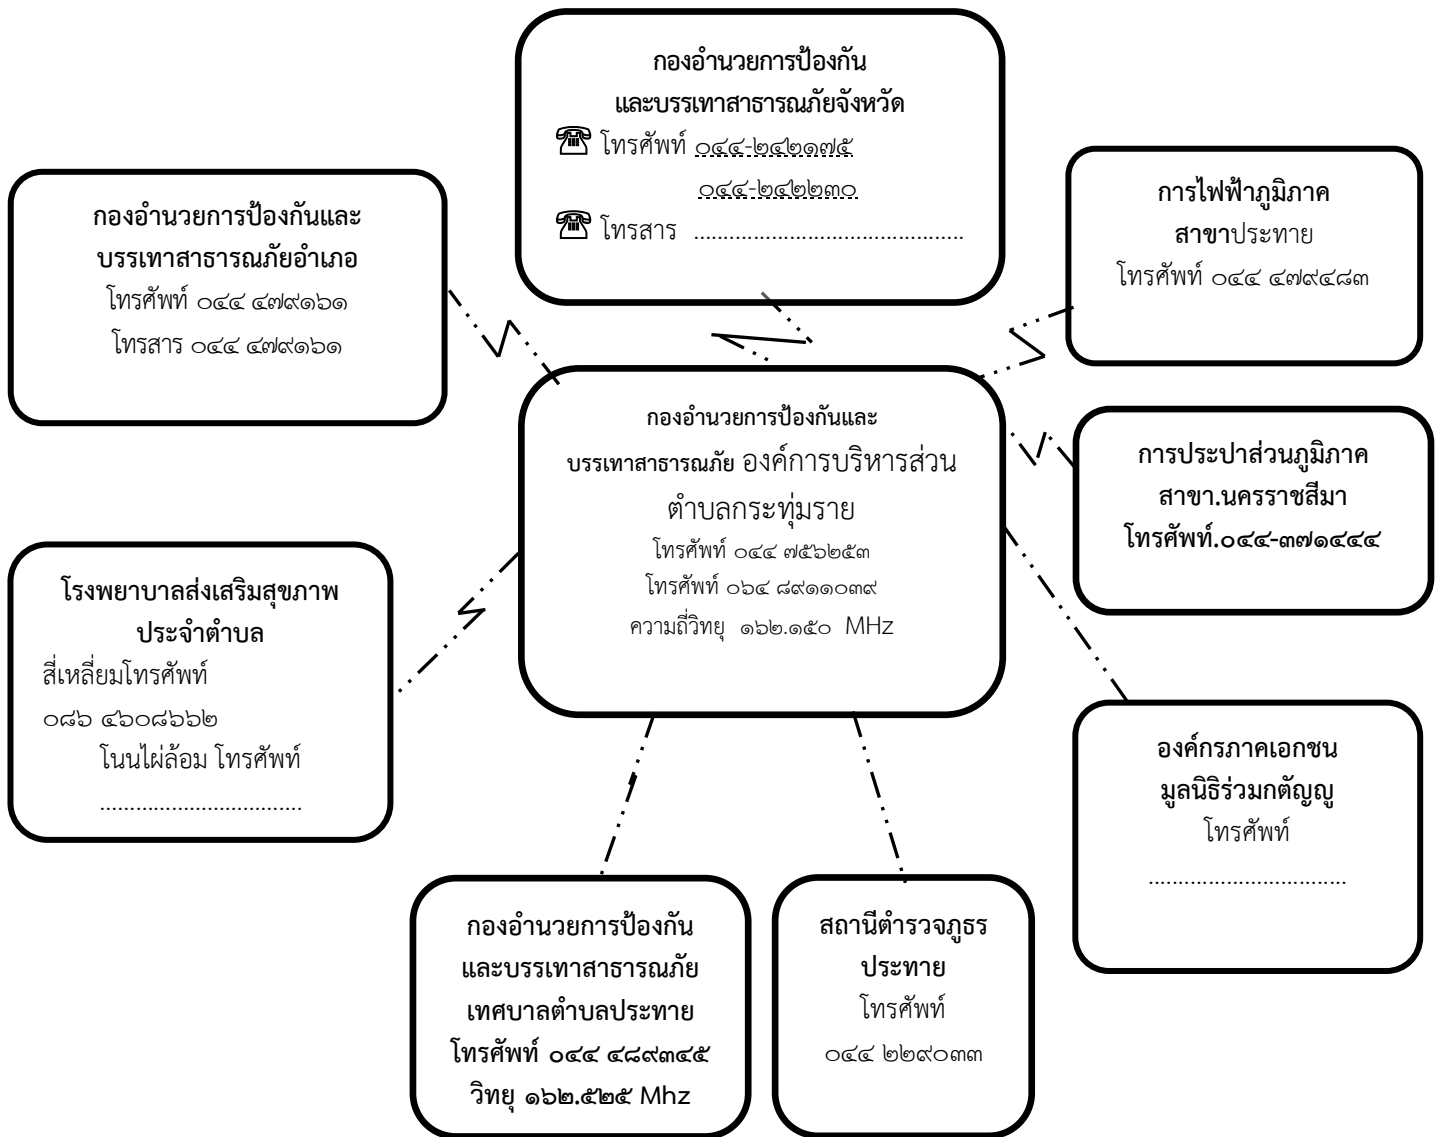 กองอำนวยการป้องกัน
และบรรเทาสาธารณภัยจังหวัด
โทรศัพท์ ๐๔๔-๒๔๒๑๗๕
๐๔๔-๒๔๒๒๓๐
โทรสาร .............................................
กองอำนวยการป้องกันและ
บรรเทาสาธารณภัยอำเภอ
โทรศัพท์ ๐๔๔ ๔๗๙๑๖๑
โทรสาร ๐๔๔ ๔๗๙๑๖๑
การไฟฟ้าภูมิภาค
สาขาประทาย
โทรศัพท์ ๐๔๔ ๔๗๙๔๘๓
กองอำนวยการป้องกันและ
บรรเทาสาธารณภัย องค์การบริหารส่วน
ตำบลกระทุ่มราย
โทรศัพท์ ๐๔๔ ๗๕๖๒๕๓
โทรศัพท์ ๐๖๔ ๘๙๑๑๐๓๙
ความถี่วิทยุ ๑๖๒.๑๕๐ MHz
การประปาส่วนภูมิภาค
สาขา.นครราชสีมา
โทรศัพท์.๐๔๔-๓๗๑๔๔๔
โรงพยาบาลส่งเสริมสุขภาพ
ประจำตำบล
สี่เหลี่ยมโทรศัพท์
๐๘๖ ๔๖๐๘๖๖๒
โนนไผ่ล้อม โทรศัพท์
..................................
องค์กรภาคเอกชน
มูลนิธิร่วมกตัญญู
โทรศัพท์
.................................
กองอำนวยการป้องกัน
และบรรเทาสาธารณภัย
เทศบาลตำบลประทาย
โทรศัพท์ ๐๔๔ ๔๘๙๓๔๕
วิทยุ ๑๖๒.๕๒๕ Mhz
สถานีตำรวจภูธร
ประทาย
โทรศัพท์
๐๔๔ ๒๒๙๐๓๓